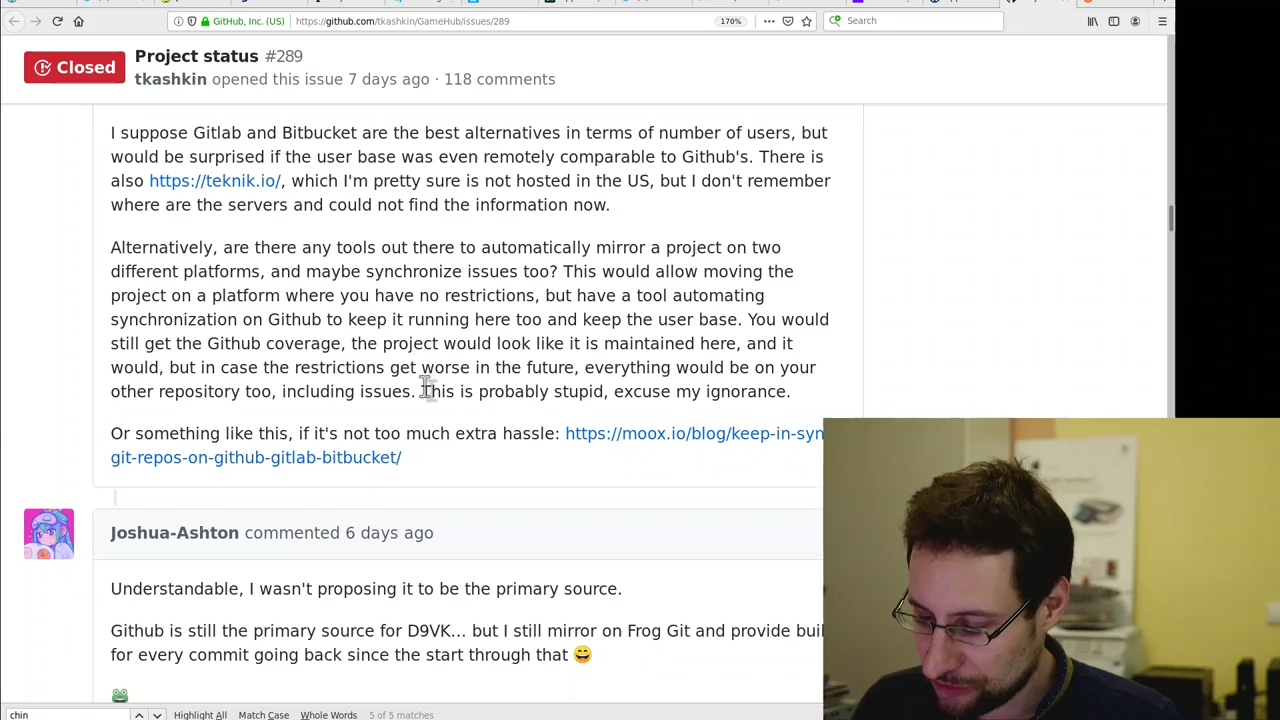 GitHub, Inc. (US)
https://github.com/tkashkin/GameHub/issues/289
170%
Search
Closed
Project status #289
tkashkin opened this issue 7 days ago · 118 comments
I suppose Gitlab and Bitbucket are the best alternatives in terms of number of users, but
would be surprised if the user base was even remotely comparable to Github's. There is
also https://teknik.io/, which I'm pretty sure is not hosted in the US, but I don't remember
where are the servers and could not find the information now.
Alternatively, are there any tools out there to automatically mirror a project on two
different platforms, and maybe synchronize issues too? This would allow moving the
project on a platform where you have no restrictions, but have a tool automating
synchronization on Github to keep it running here too and keep the user base. You would
still get the Github coverage, the project would look like it is maintained here, and it
would, but in case the restrictions get worse in the future, everything would be on your
other repository too, including issues. This is probably stupid, excuse my ignorance.
Or something like this, if it's not too much extra hassle: https://moox.io/blog/keep-in-syn
git-repos-on-github-gitlab-bitbucket/
Joshua-Ashton commented 6 days ago
Understandable, I wasn't proposing it to be the primary source.
Github is still the primary source for D9VK... but I still mirror on Frog Git and provide buil
for every commit going back since the start through that 😄
🐸
chin
Highlight All
Match Case
Whole Words
5 of 5 matches